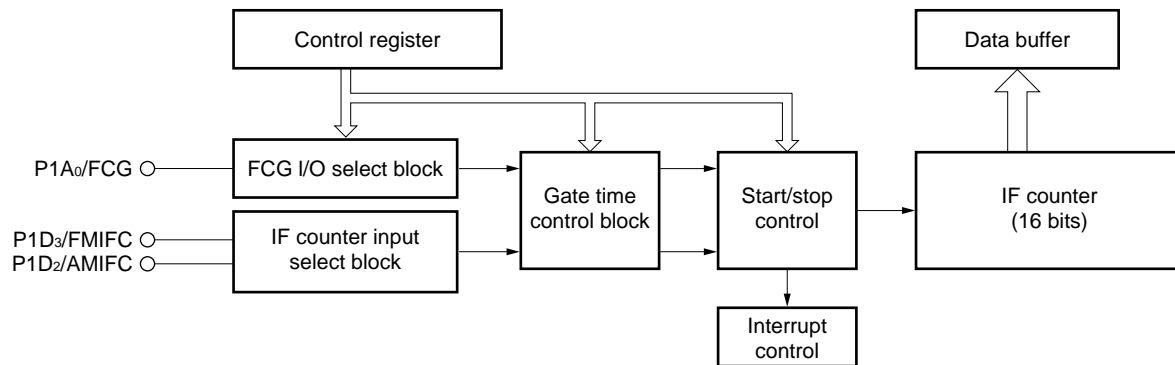 Control register
Data buffer
P1A₀/FCG
FCG I/O select block
P1D₃/FMIFC
P1D₂/AMIFC
IF counter input
select block
Gate time
control block
Start/stop
control
IF counter
(16 bits)
Interrupt
control